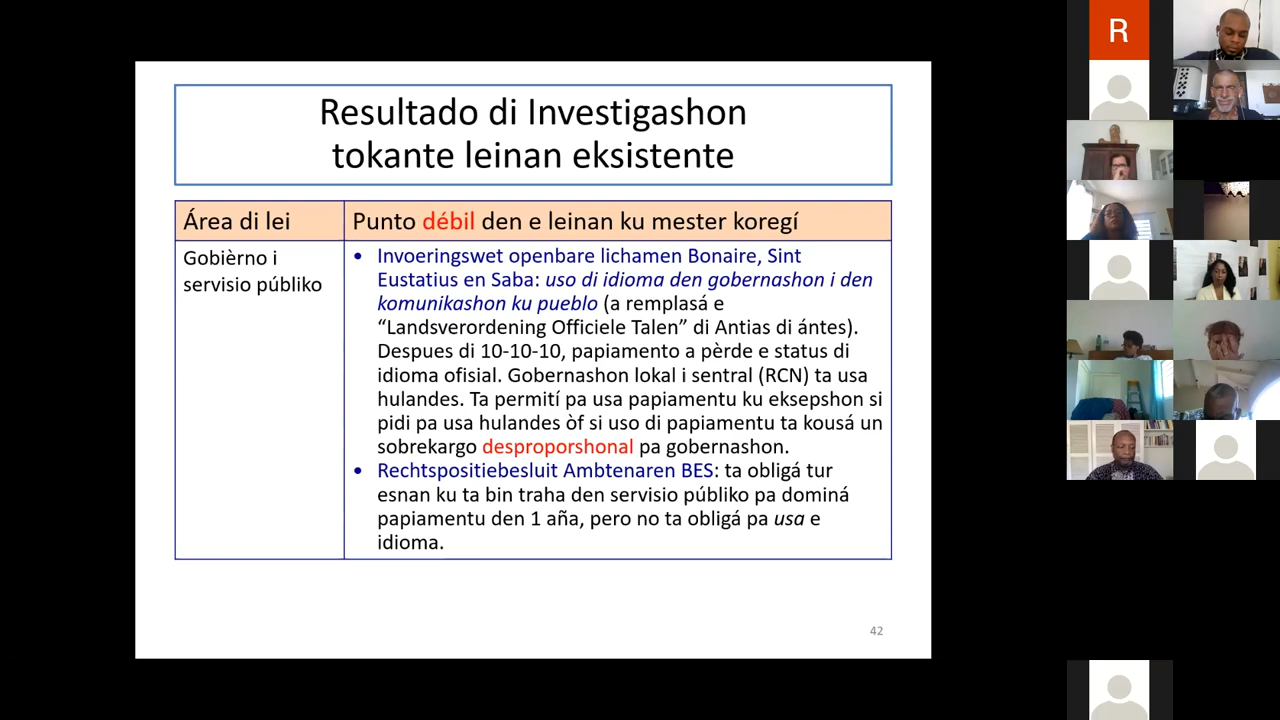 Resultado di Investigashon
tokante leinan eksistente
Área di lei
Punto débil den e leinan ku mester koregí
Gobièrno i
servisio públiko
• Invoeringswet openbare lichamen Bonaire, Sint
Eustatius en Saba: uso di idioma den gobernashon i den
komunikashon ku pueblo (a remplasá e
“Landsverordening Officiele Talen” di Antias di ántes).
Despues di 10-10-10, papiamento a pèrde e status di
idioma ofisial. Gobernashon lokal i sentral (RCN) ta usa
hulandes. Ta permití pa usa papiamentu ku eksepshon si
pidi pa usa hulandes òf si uso di papiamentu ta kousá un
sobrekargo desproporshonal pa gobernashon.
• Rechtspositiebesluit Ambtenaren BES: ta obligá tur
esnan ku ta bin traha den servisio públiko pa dominá
papiamentu den 1 aña, pero no ta obligá pa usa e
idioma.
42
R